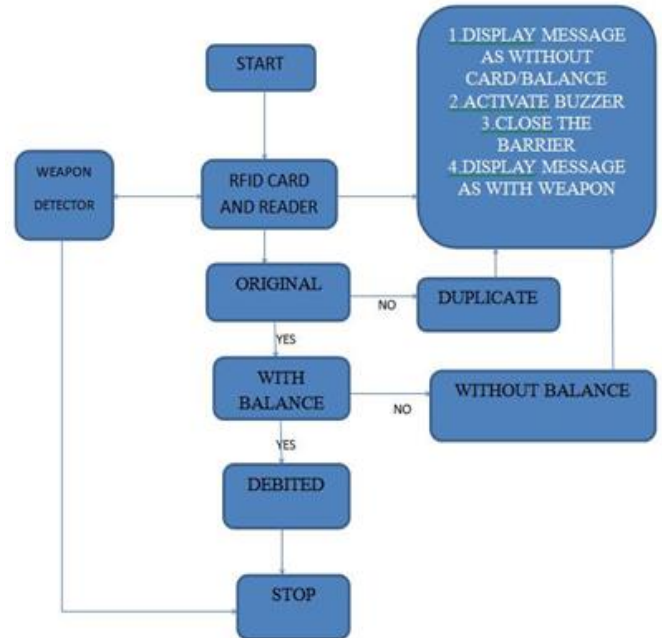 START
1.DISPLAY MESSAGE
AS WITHOUT
CARD/BALANCE
2.ACTIVATE BUZZER
3.CLOSE THE
BARRIER
4.DISPLAY MESSAGE
AS WITH WEAPON
WEAPON
DETECTOR
RFID CARD
AND READER
ORIGINAL
NO
DUPLICATE
YES
WITH
BALANCE
NO
WITHOUT BALANCE
YES
DEBITED
STOP